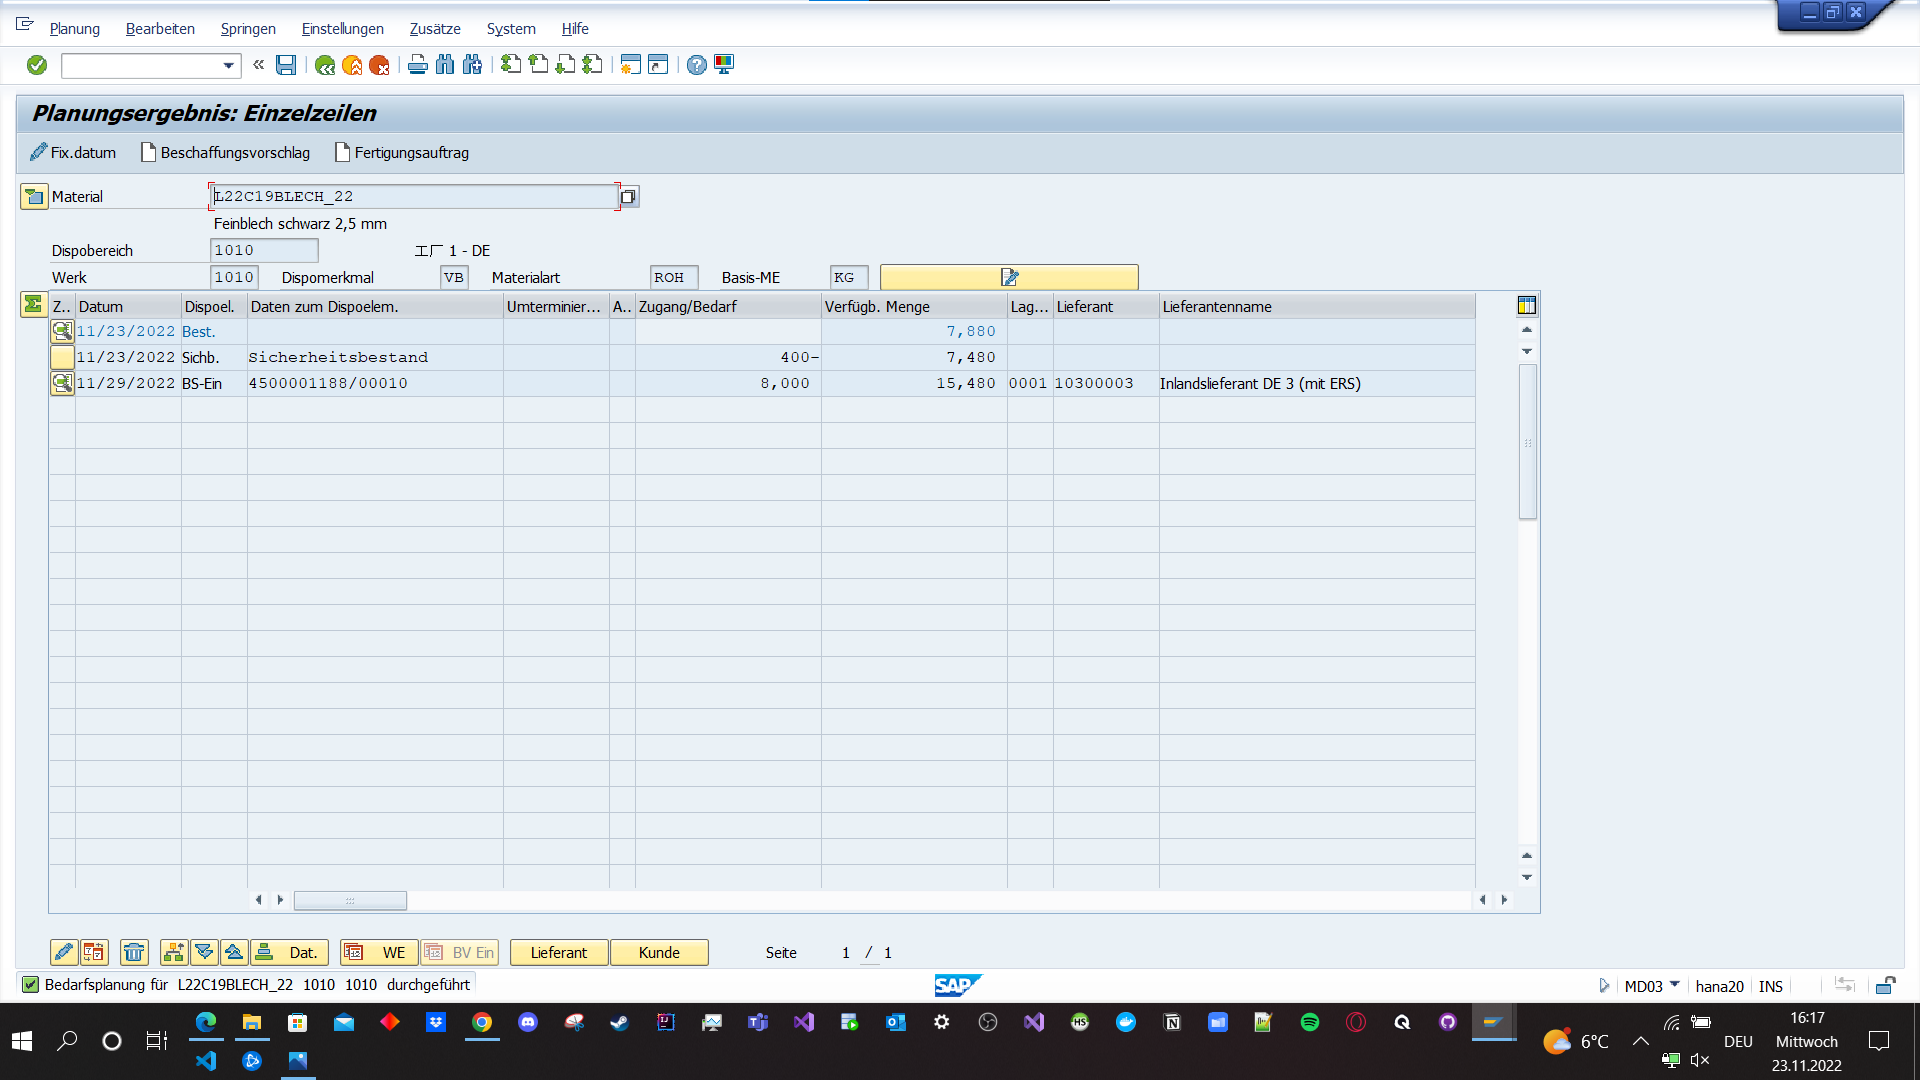 Planung Bearbeiten Springen Einstellungen Zusätze System Hilfe
Planungsergebnis: Einzelzeilen
Fix.datum Beschaffungsvorschlag Fertigungsauftrag
Material L22C19BLECH_22
Feinblech schwarz 2,5 mm
Dispobereich 1010 工厂 1 - DE
Werk 1010 Dispomerkmal VB Materialart ROH Basis-ME KG
Z.. Datum Dispoel. Daten zum Dispoelem. Umterminier... A.. Zugang/Bedarf Verfügb. Menge Lag... Lieferant Lieferantenname
11/23/2022 Best. 7,880
11/23/2022 Sichb. Sicherheitsbestand 400- 7,480
11/29/2022 BS-Ein 4500001188/00010 8,000 15,480 0001 10300003 Inlandslieferant DE 3 (mit ERS)
Dat. WE BV Ein Lieferant Kunde Seite 1 / 1
Bedarfsplanung für L22C19BLECH_22 1010 1010 durchgeführt SAP MD03 hana20 INS
16:17
6°C DEU Mittwoch
23.11.2022